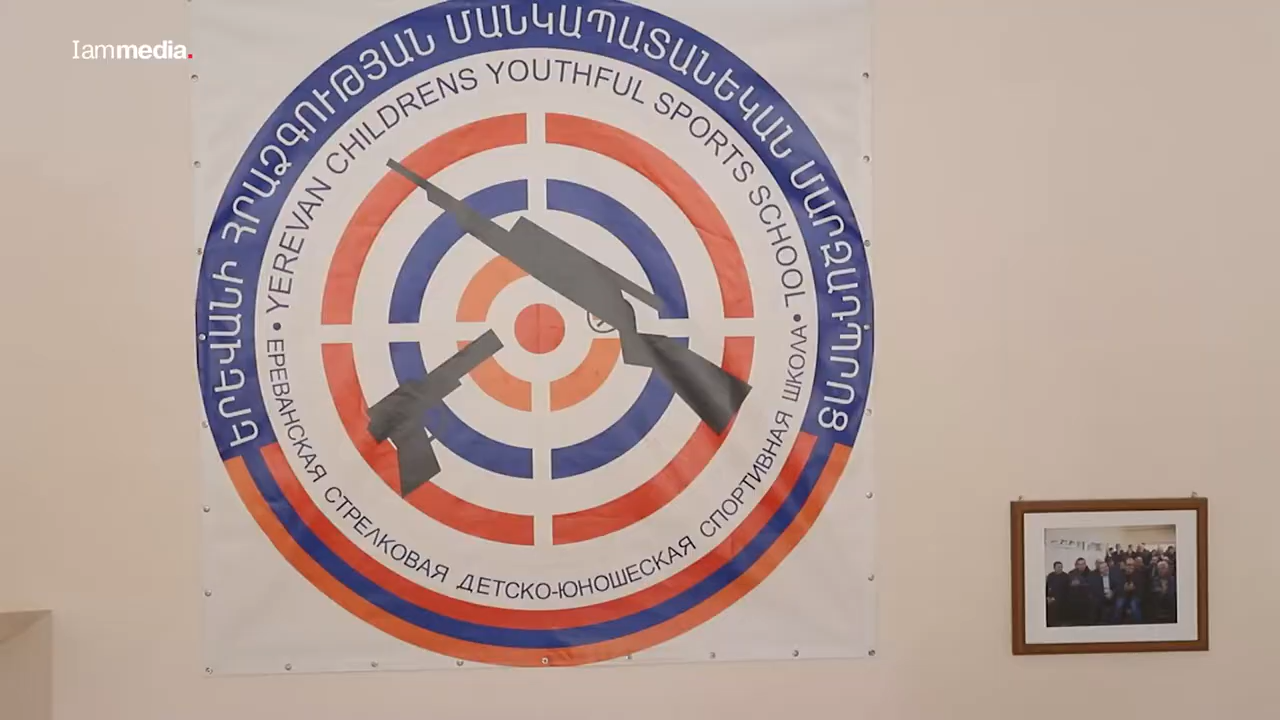 Iammedia.
ԵՐԵՎԱՆԻ ՀՐԱՁԳՈՒԹՅԱՆ ՄԱՆԿԱՊԱՏԱՆԵԿԱՆ ՄԱՐԶԱԴՊՐՈՑ
• YEREVAN CHILDRENS YOUTHFUL SPORTS SCHOOL •
ЕРЕВАНСКАЯ СТРЕЛКОВАЯ ДЕТСКО-ЮНОШЕСКАЯ СПОРТИВНАЯ ШКОЛА